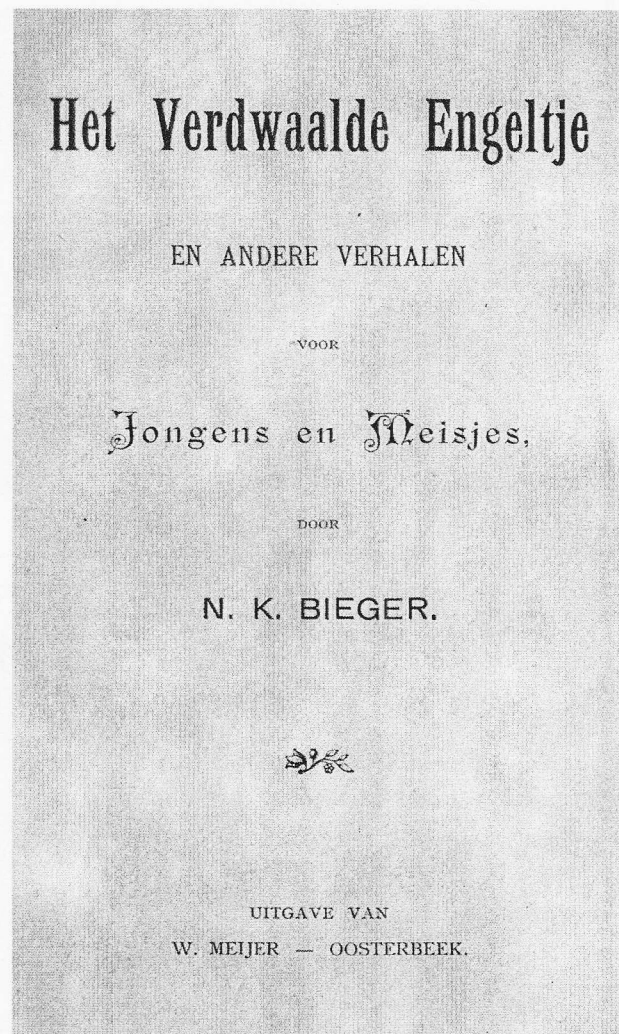 Het Verdwaalde Engeltje
EN ANDERE VERHALEN
VOOR
Jongens en Meisjes,
DOOR
N. K. BIEGER.
UITGAVE VAN
W. MEIJER — OOSTERBEEK.